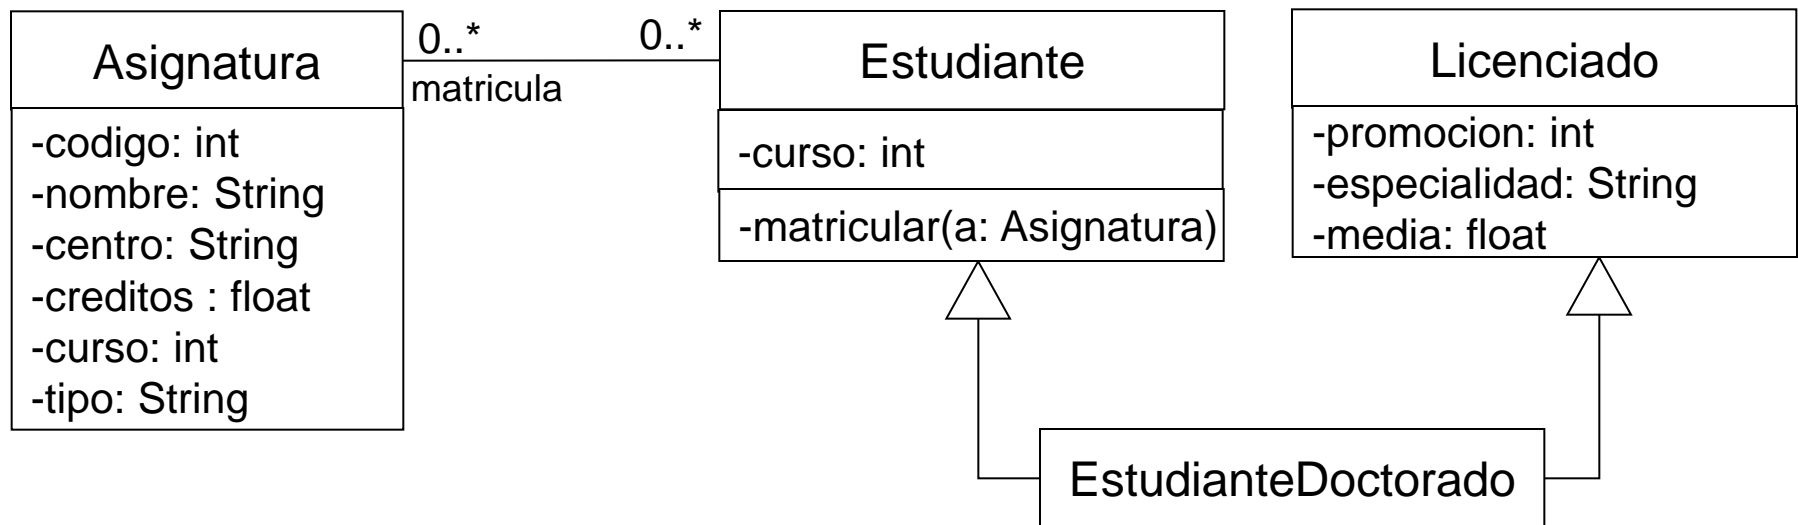 Asignatura
-codigo: int
-nombre: String
-centro: String
-creditos : float
-curso: int
-tipo: String
0..*
0..*
matricula
Estudiante
-curso: int
-matricular(a: Asignatura)
Licenciado
-promocion: int
-especialidad: String
-media: float
EstudianteDoctorado